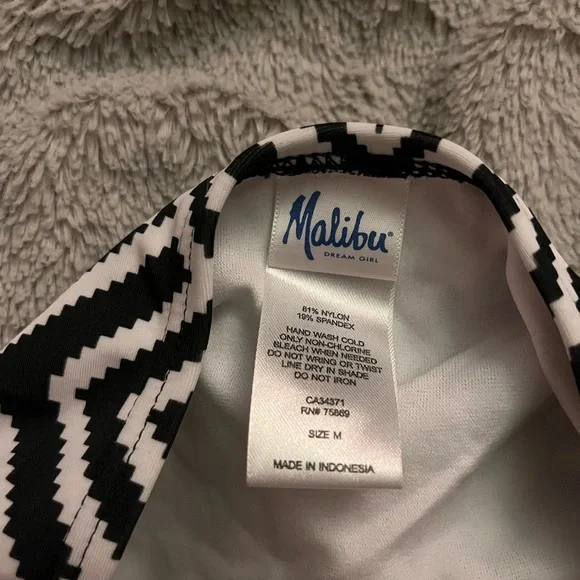 Malibu®
DREAM GIRL
81% NYLON
19% SPANDEX
HAND WASH COLD
ONLY NON-CHLORINE
BLEACH WHEN NEEDED
DO NOT WRING OR TWIST
LINE DRY IN SHADE
DO NOT IRON
CA34371
RN# 75869
SIZE M
MADE IN INDONESIA